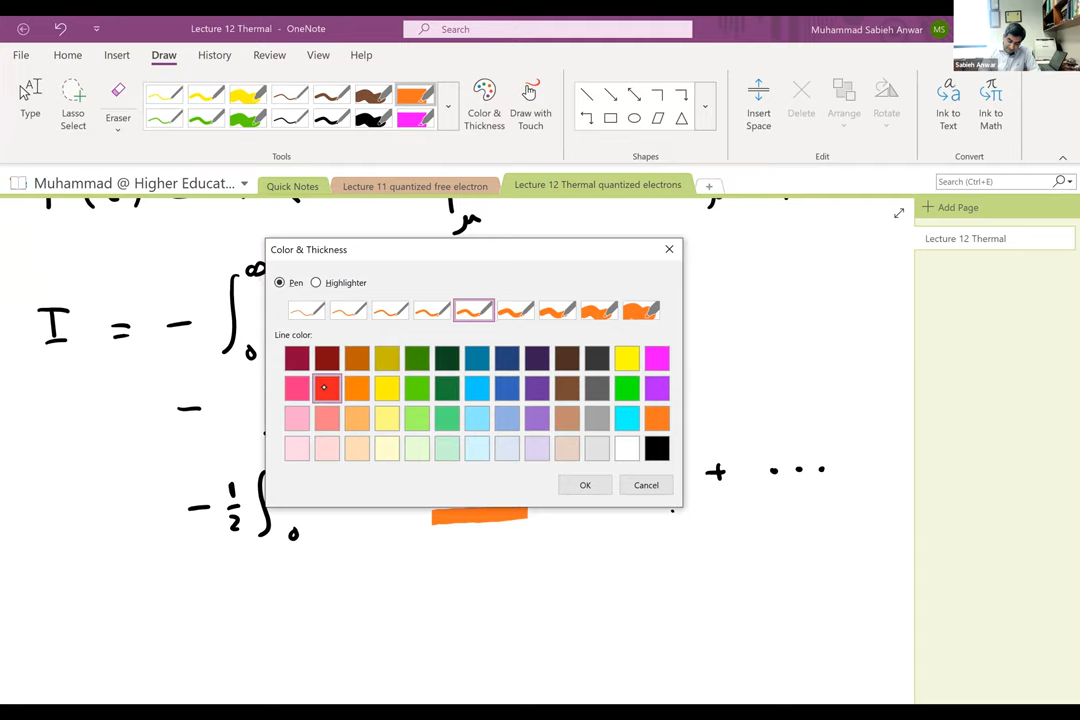 Lecture 12 Thermal - OneNote
Search
Muhammad Sabieh Anwar
MS
Sabieh Anwar
File Home Insert Draw History Review View Help
Type
Lasso Select
Eraser
Color & Thickness
Draw with Touch
Insert Space
Delete
Arrange
Rotate
Ink to Text
Ink to Math
Tools
Shapes
Edit
Convert
Muhammad @ Higher Educat...
Quick Notes
Lecture 11 quantized free electron
Lecture 12 Thermal quantized electrons
Search (Ctrl+E)
Add Page
Lecture 12 Thermal
μ
Color & Thickness
Pen
Highlighter
Line color:
OK
Cancel
I = - ∫ 0 ∞
-
- 1/2 ∫ 0
+ ...